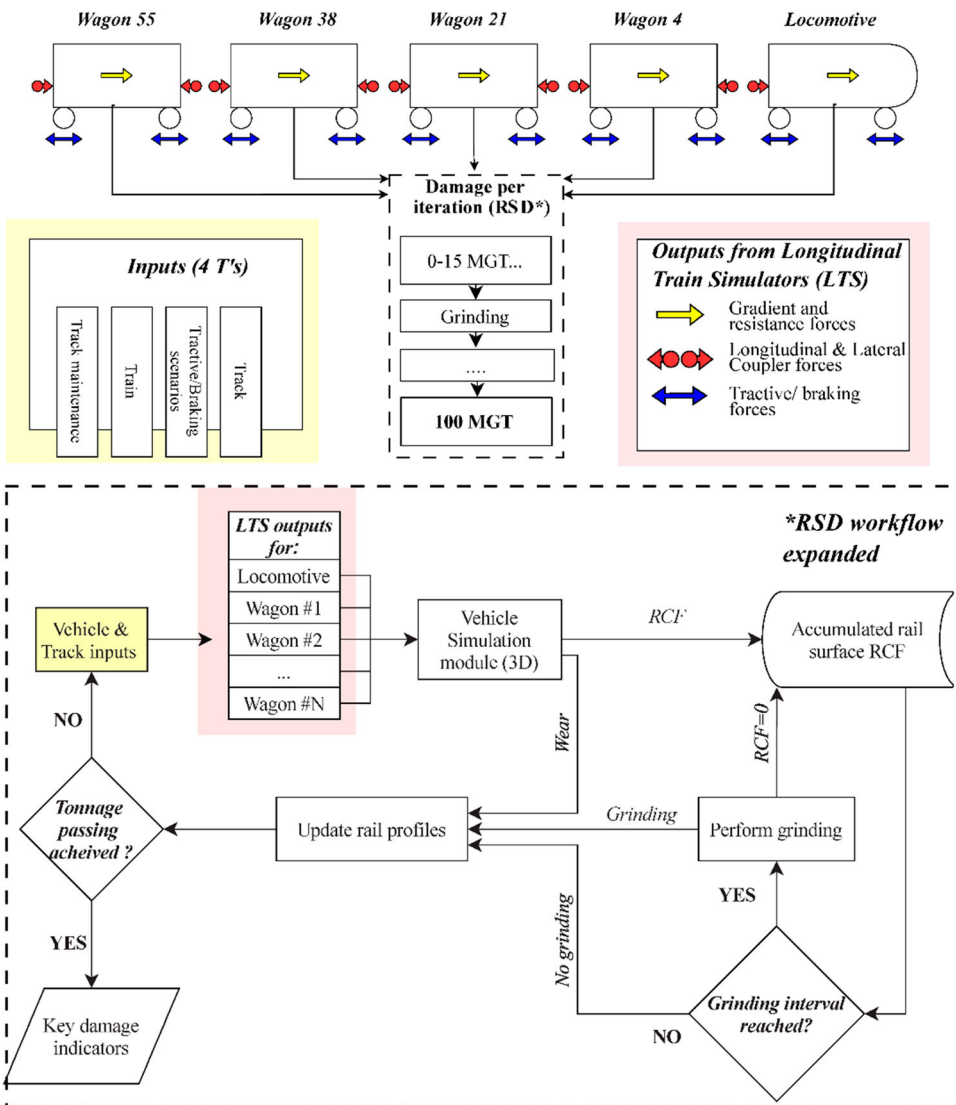 Wagon 55
Wagon 38
Wagon 21
Wagon 4
Locomotive
Damage per
iteration (RSD*)
0-15 MGT...
Grinding
....
100 MGT
Inputs (4 T's)
Track maintenance
Train
Tractive/Braking
scenarios
Track
Outputs from Longitudinal
Train Simulators (LTS)
Gradient and
resistance forces
Longitudinal & Lateral
Coupler forces
Tractive/ braking
forces
*RSD workflow
expanded
LTS outputs
for:
Locomotive
Wagon #1
Wagon #2
...
Wagon #N
Vehicle &
Track inputs
Vehicle
Simulation
module (3D)
RCF
Accumulated rail
surface RCF
NO
Wear
RCF=0
Tonnage
passing
acheived ?
Update rail profiles
Grinding
Perform grinding
YES
YES
No grinding
Key damage
indicators
NO
Grinding interval
reached?